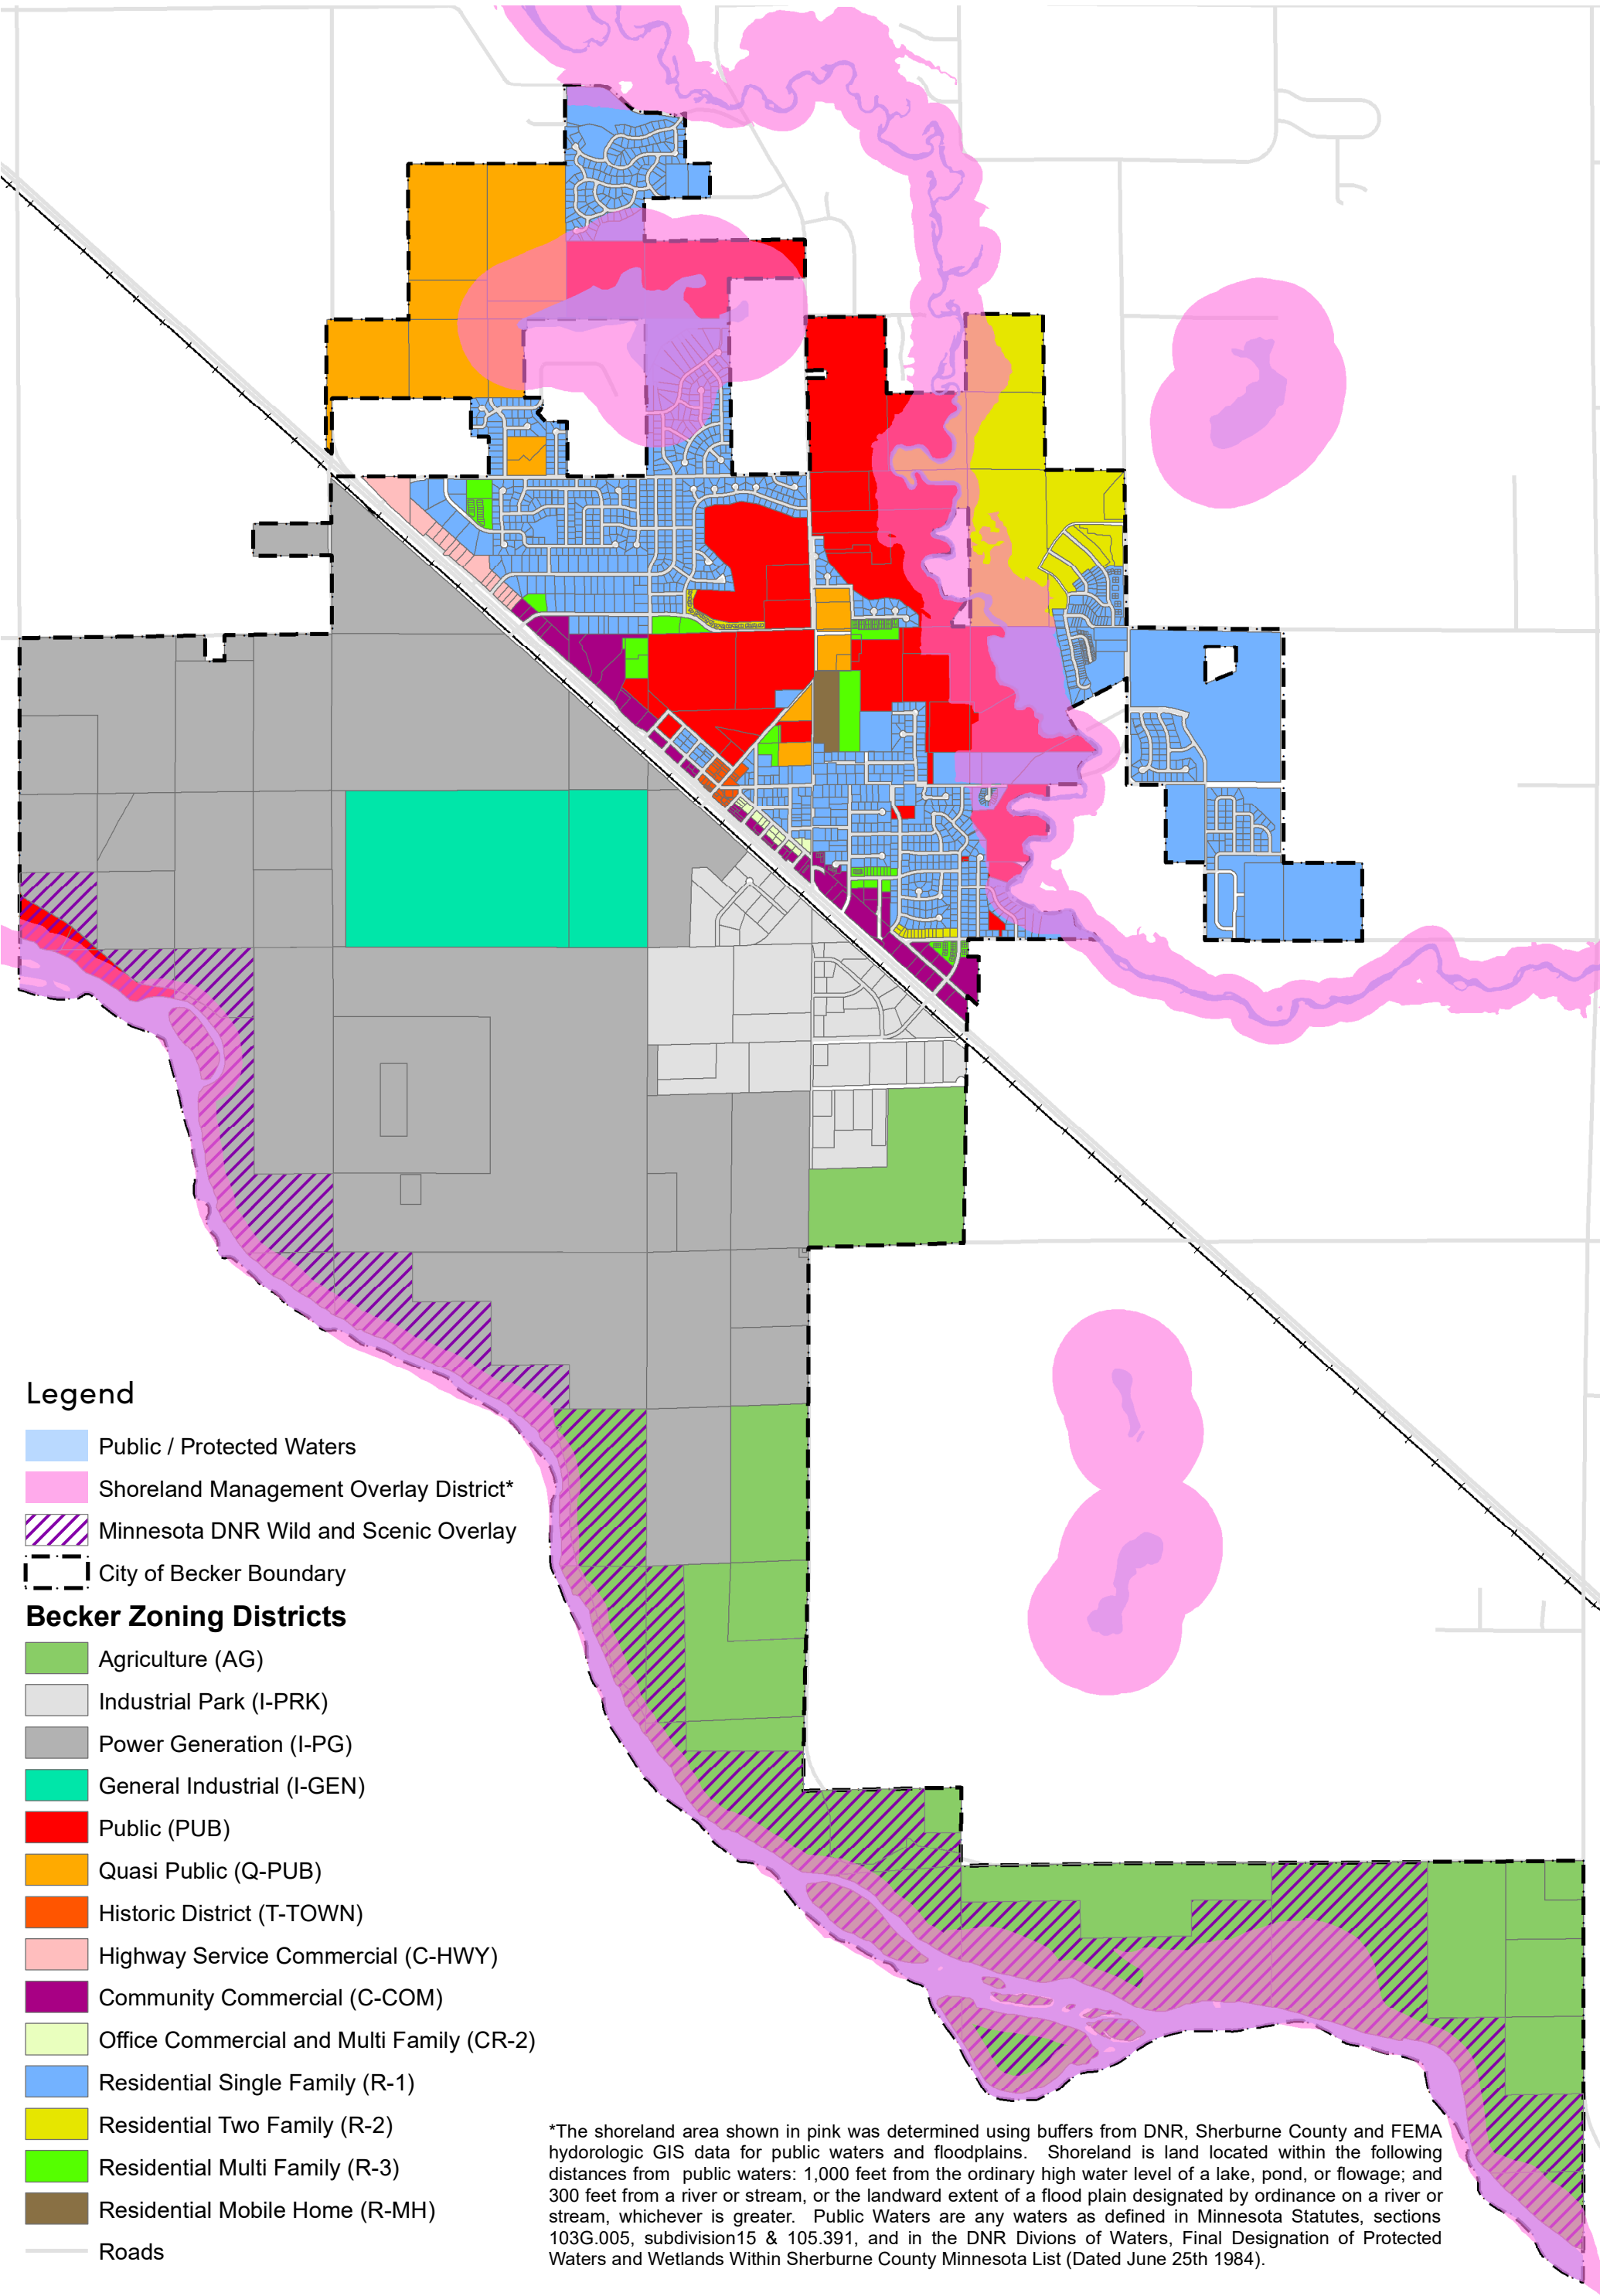 Legend
Public / Protected Waters
Shoreland Management Overlay District*
Minnesota DNR Wild and Scenic Overlay
City of Becker Boundary
Becker Zoning Districts
Agriculture (AG)
Industrial Park (I-PRK)
Power Generation (I-PG)
General Industrial (I-GEN)
Public (PUB)
Quasi Public (Q-PUB)
Historic District (T-TOWN)
Highway Service Commercial (C-HWY)
Community Commercial (C-COM)
Office Commercial and Multi Family (CR-2)
Residential Single Family (R-1)
Residential Two Family (R-2)
Residential Multi Family (R-3)
Residential Mobile Home (R-MH)
Roads
*The shoreland area shown in pink was determined using buffers from DNR, Sherburne County and FEMA
hydorologic GIS data for public waters and floodplains. Shoreland is land located within the following
distances from public waters: 1,000 feet from the ordinary high water level of a lake, pond, or flowage; and
300 feet from a river or stream, or the landward extent of a flood plain designated by ordinance on a river or
stream, whichever is greater. Public Waters are any waters as defined in Minnesota Statutes, sections
103G.005, subdivision15 & 105.391, and in the DNR Divions of Waters, Final Designation of Protected
Waters and Wetlands Within Sherburne County Minnesota List (Dated June 25th 1984).